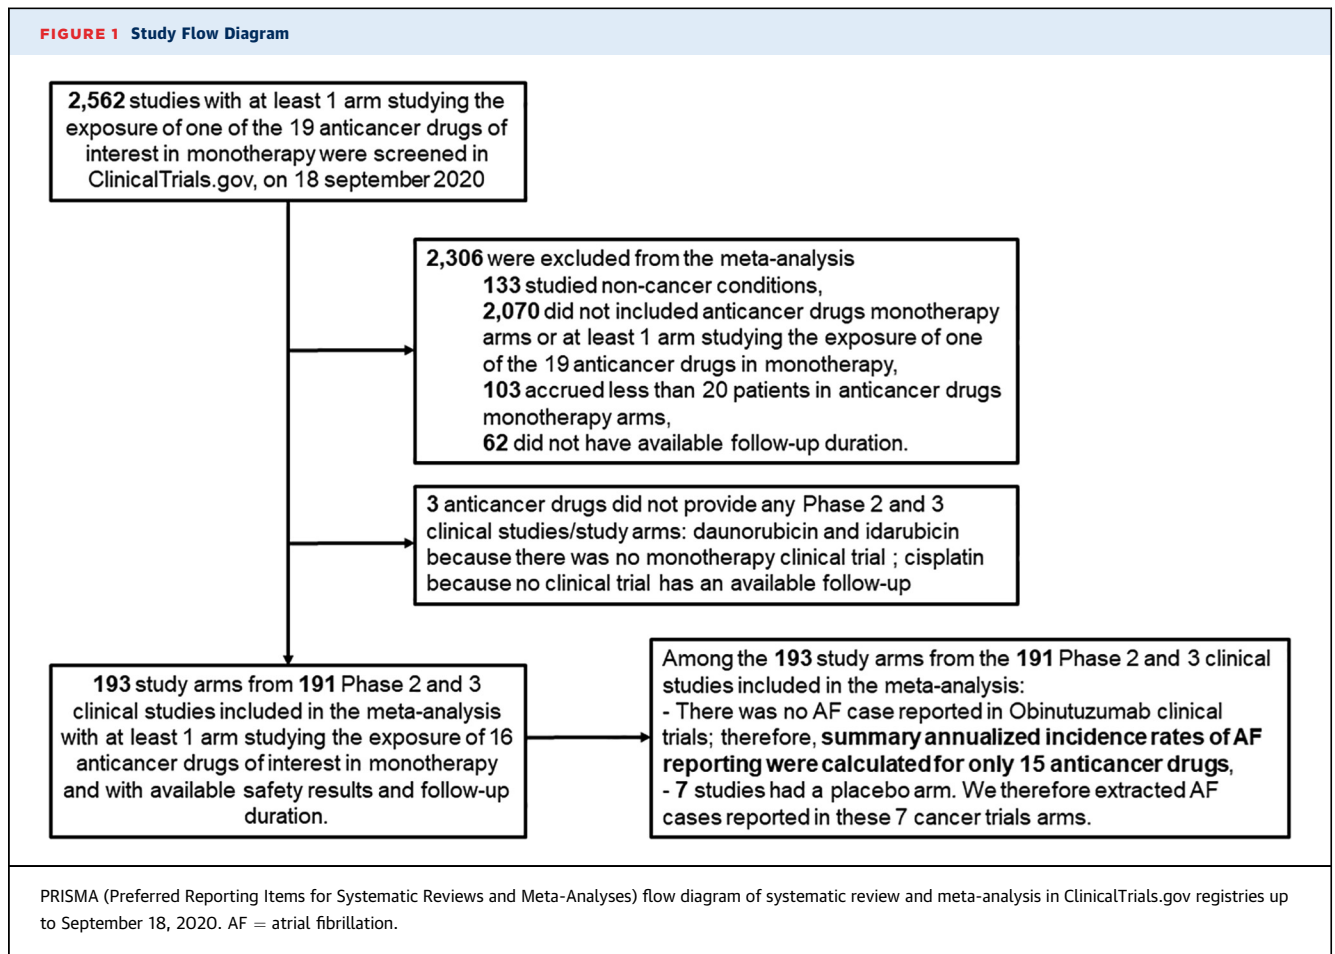 FIGURE 1 Study Flow Diagram
2,562 studies with at least 1 arm studying the
exposure of one of the 19 anticancer drugs of
interest in monotherapy were screened in
ClinicalTrials.gov, on 18 september 2020
2,306 were excluded from the meta-analysis
133 studied non-cancer conditions,
2,070 did not included anticancer drugs monotherapy
arms or at least 1 arm studying the exposure of one
of the 19 anticancer drugs in monotherapy,
103 accrued less than 20 patients in anticancer drugs
monotherapy arms,
62 did not have available follow-up duration.
3 anticancer drugs did not provide any Phase 2 and 3
clinical studies/study arms: daunorubicin and idarubicin
because there was no monotherapy clinical trial ; cisplatin
because no clinical trial has an available follow-up
193 study arms from 191 Phase 2 and 3
clinical studies included in the meta-analysis
with at least 1 arm studying the exposure of 16
anticancer drugs of interest in monotherapy
and with available safety results and follow-up
duration.
Among the 193 study arms from the 191 Phase 2 and 3 clinical
studies included in the meta-analysis:
- There was no AF case reported in Obinutuzumab clinical
trials; therefore, summary annualized incidence rates of AF
reporting were calculated for only 15 anticancer drugs,
- 7 studies had a placebo arm. We therefore extracted AF
cases reported in these 7 cancer trials arms.
PRISMA (Preferred Reporting Items for Systematic Reviews and Meta-Analyses) flow diagram of systematic review and meta-analysis in ClinicalTrials.gov registries up
to September 18, 2020. AF = atrial fibrillation.